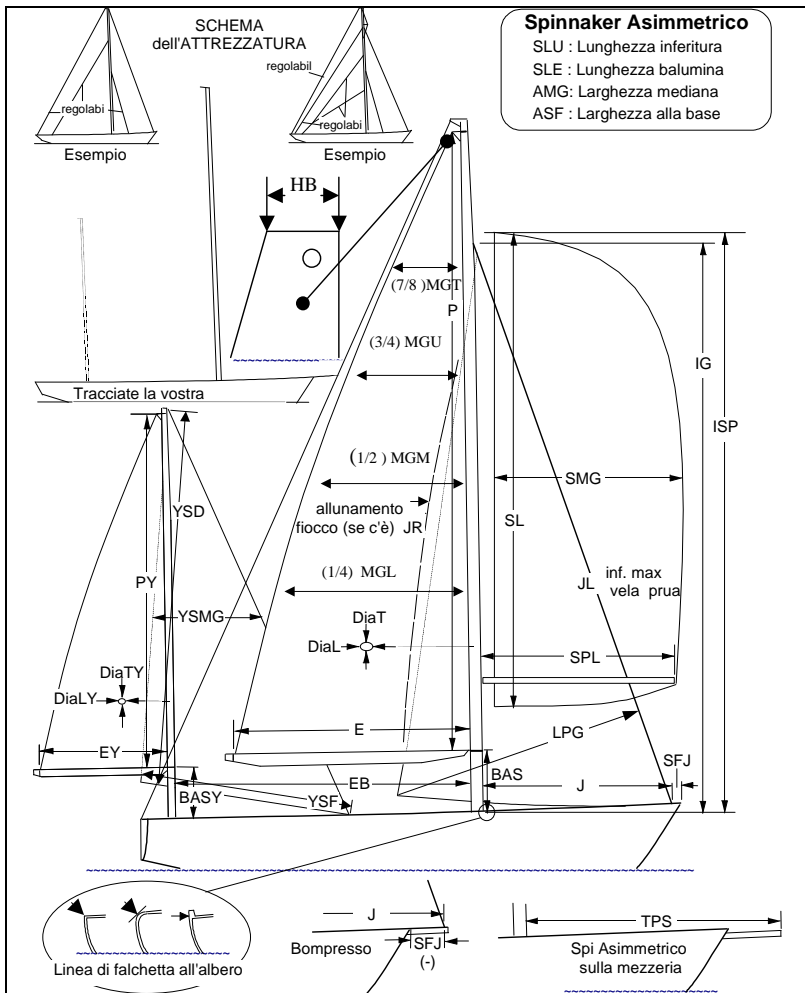 SCHEMA
dell'ATTREZZATURA
regolabil
regolabi
regolabi
Esempio
Esempio
Spinnaker Asimmetrico
SLU : Lunghezza inferitura
SLE : Lunghezza balumina
AMG: Larghezza mediana
ASF : Larghezza alla base
HB
(7/8 )MGT
P
(3/4) MGU
IG
ISP
Tracciate la vostra
(1/2 ) MGM
SMG
YSD
SL
allunamento
fiocco (se c'è) JR
PY
(1/4) MGL
JL
inf. max
vela prua
YSMG
DiaT
DiaL
SPL
DiaTY
DiaLY
E
LPG
EY
BAS
SFJ
EB
J
BASY
YSF
J
TPS
SFJ
(-)
Bompresso
Linea di falchetta all'albero
Spi Asimmetrico
sulla mezzeria